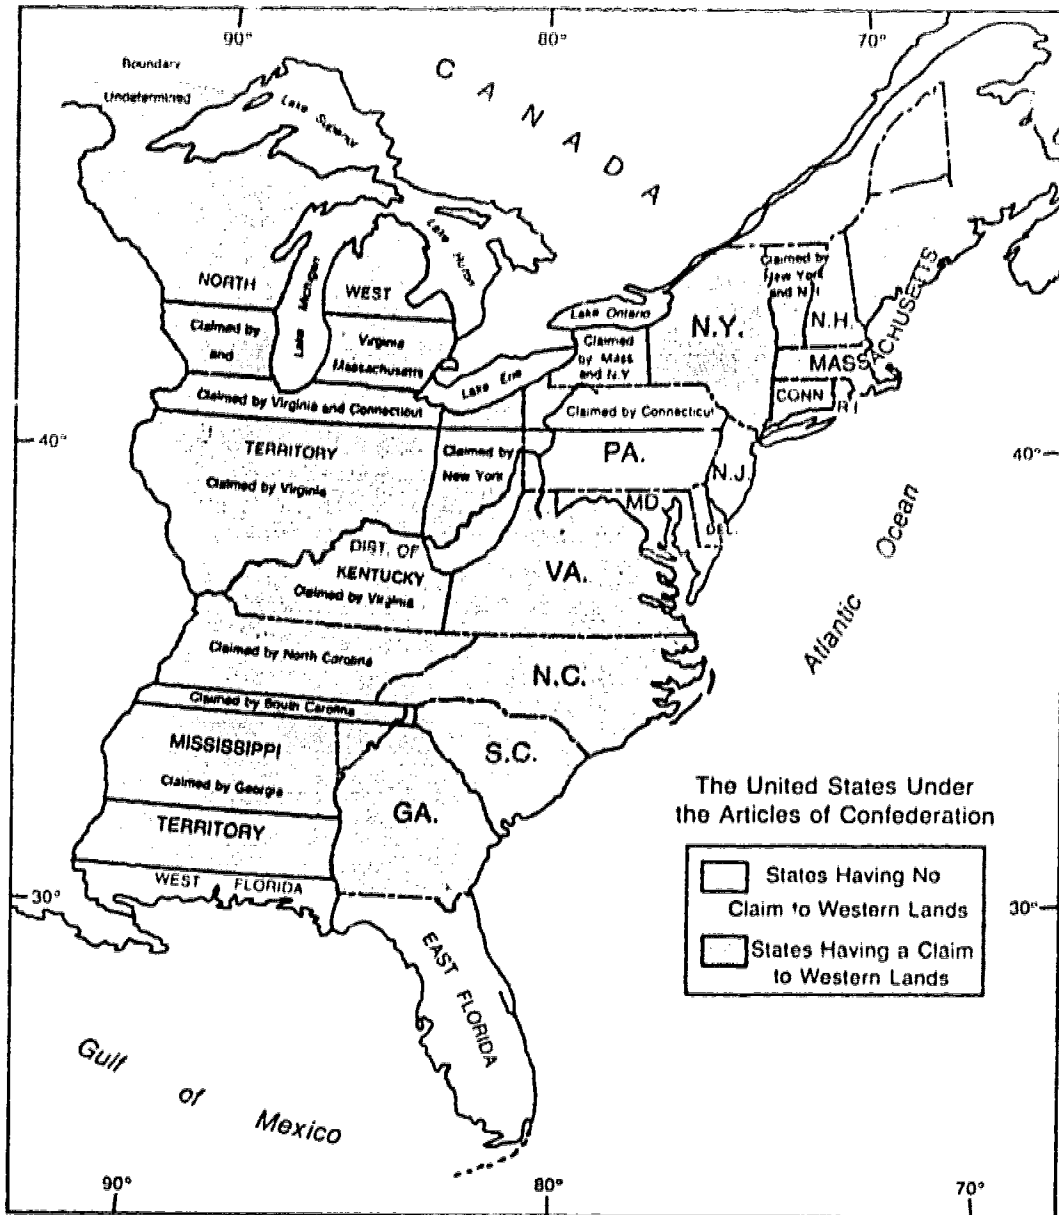 90°
80°
70°
Boundary
Undetermined
Lake Superior
CANADA
Lake Huron
Lake Michigan
NORTH
WEST
Claimed by
and
Virginia
Massachusetts
Lake Ontario
Lake Erie
Claimed
by Mass
and N.Y.
N.Y.
Claimed by
New York
and N.H.
N.H.
MASSACHUSETTS
CONN
R.I.
Claimed by Virginia and Connecticut
Claimed by Connecticut
40°
40°
TERRITORY
Claimed by Virginia
Claimed by
New York
PA.
N.J.
MD.
DEL.
DIST. OF
KENTUCKY
Claimed by Virginia
VA.
Atlantic Ocean
Claimed by North Carolina
N.C.
Claimed by South Carolina
S.C.
MISSISSIPPI
Claimed by Georgia
TERRITORY
GA.
WEST FLORIDA
EAST FLORIDA
30°
30°
The United States Under
the Articles of Confederation
States Having No
Claim to Western Lands
States Having a Claim
to Western Lands
Gulf of Mexico
90°
80°
70°